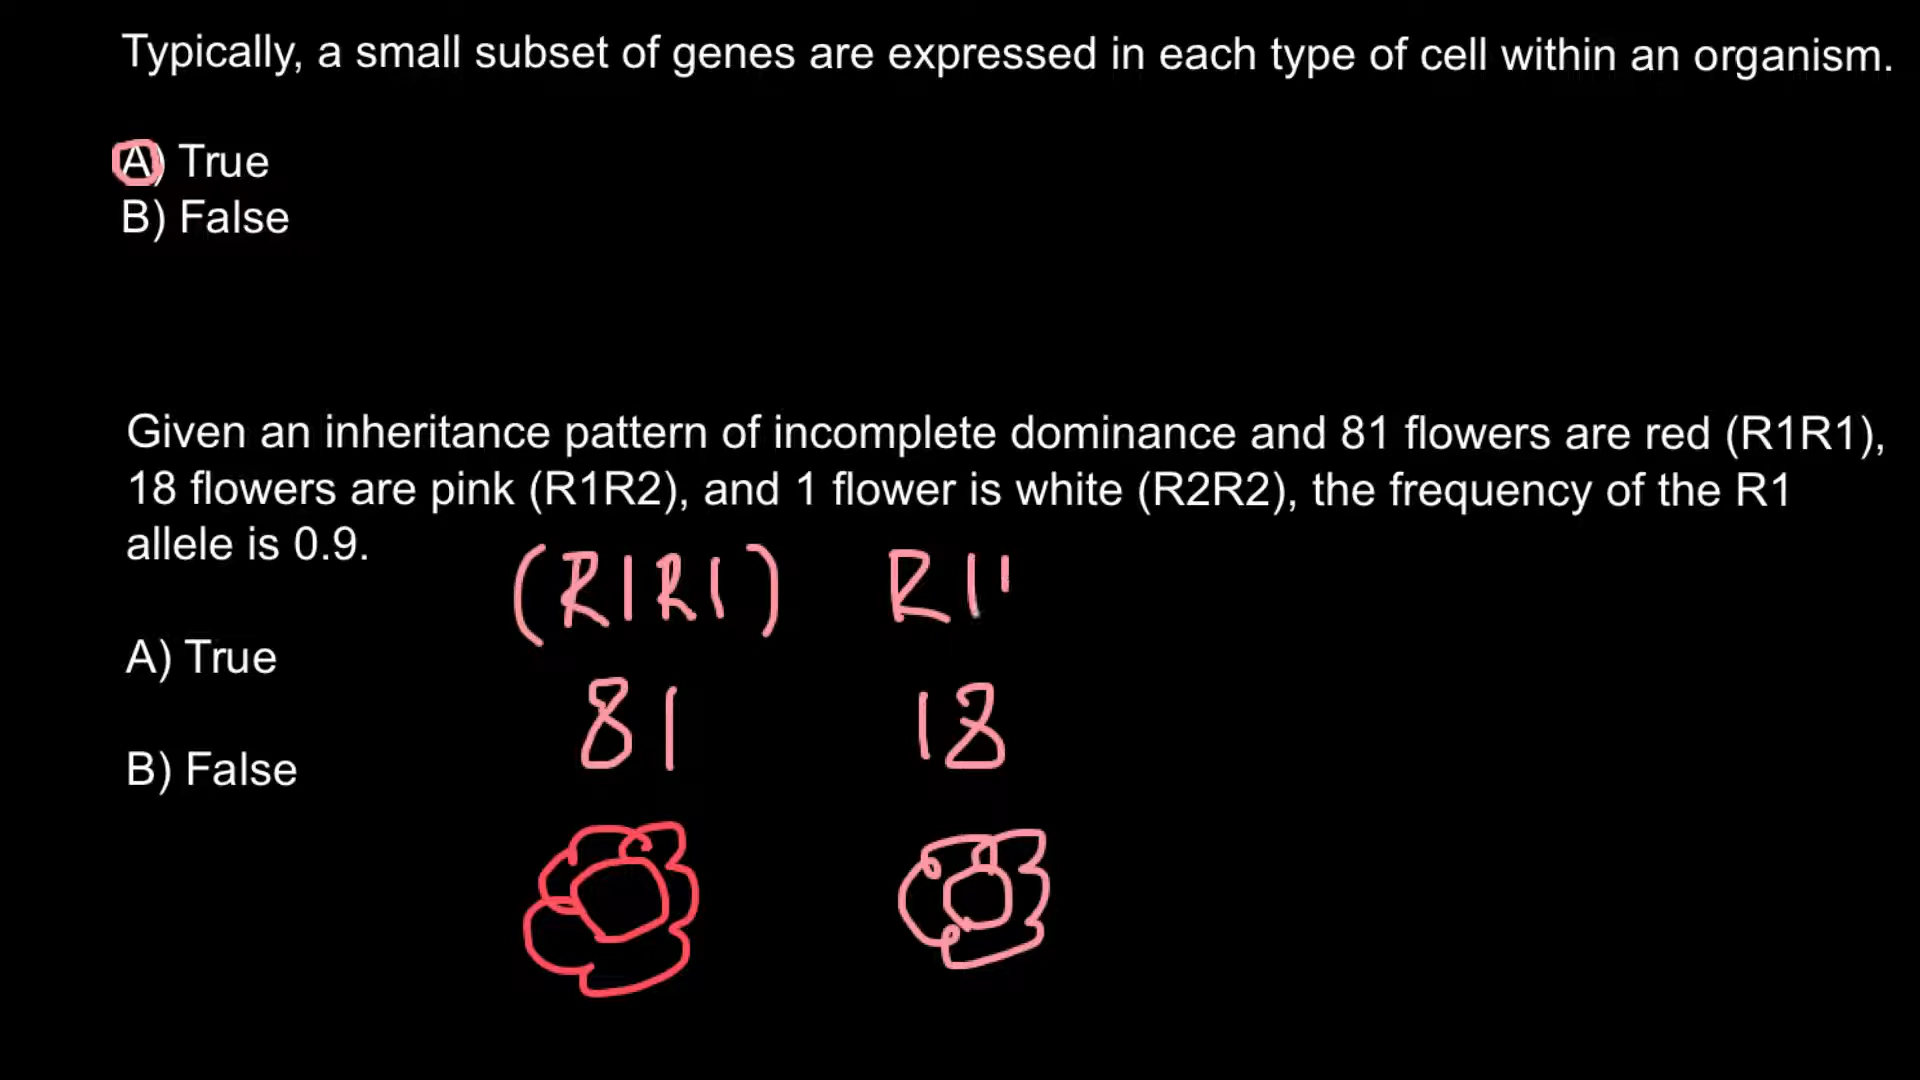 Typically, a small subset of genes are expressed in each type of cell within an organism.
A) True
B) False
Given an inheritance pattern of incomplete dominance and 81 flowers are red (R1R1),
18 flowers are pink (R1R2), and 1 flower is white (R2R2), the frequency of the R1
allele is 0.9.
(R1R1) R1
A) True
81 18
B) False